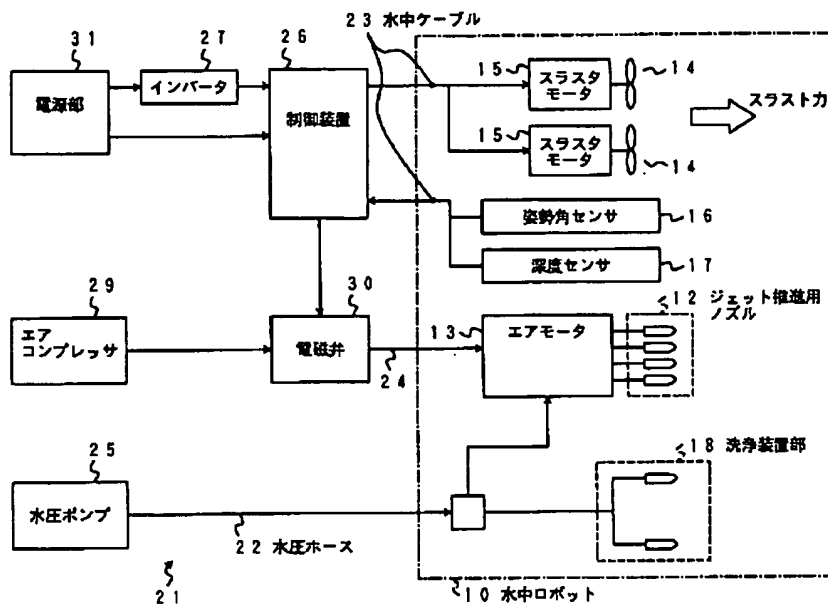 31
電源部
27
インバータ
26
制御装置
23 水中ケーブル
15
スラスタ
モータ
14
スラスト力
15
スラスタ
モータ
14
姿勢角センサ
16
深度センサ
17
29
エア
コンプレッサ
30
電磁弁
24
13
エアモータ
12 ジェット推進用
ノズル
25
水圧ポンプ
22 水圧ホース
18 洗浄装置部
21
10 水中ロボット